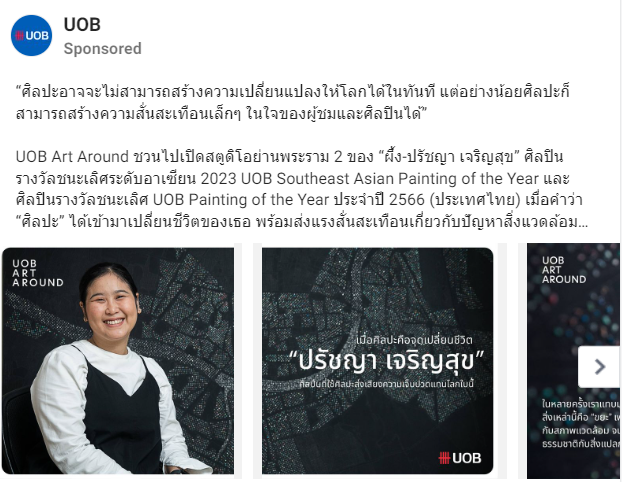 UOB
UOB
Sponsored
“ศิลปะอาจจะไม่สามารถสร้างความเปลี่ยนแปลงให้โลกได้ในทันที แต่อย่างน้อยศิลปะก็
สามารถสร้างความสั่นสะเทือนเล็กๆ ในใจของผู้ชมและศิลปินได้”
UOB Art Around ชวนไปเปิดสตูดิโอย่านพระราม 2 ของ “ผึ้ง-ปรัชญา เจริญสุข” ศิลปิน
รางวัลชนะเลิศระดับอาเซียน 2023 UOB Southeast Asian Painting of the Year และ
ศิลปินรางวัลชนะเลิศ UOB Painting of the Year ประจำปี 2566 (ประเทศไทย) เมื่อคำว่า
“ศิลปะ” ได้เข้ามาเปลี่ยนชีวิตของเธอ พร้อมส่งแรงสั่นสะเทือนเกี่ยวกับปัญหาสิ่งแวดล้อม...
UOB
ART
AROUND
เมื่อศิลปะคือจุดเปลี่ยนชีวิต
“ปรัชญา เจริญสุข”
ศิลปินที่ใช้ศิลปะส่งเสียงความเจ็บปวดแทนโลกใบนี้
UOB
UOB
ART
AROUND
ในหลายครั้งเราแทบ
สิ่งเหล่านี้คือ “ขยะ”
กับสภาพแวดล้อม
ธรรมชาติกับสิ่งแปลก